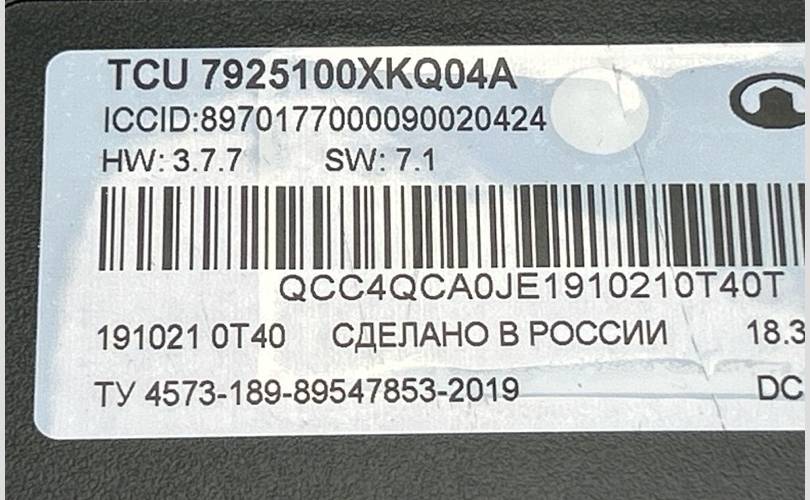 TCU 7925100XKQ04A
ICCID:8970177000090020424
HW: 3.7.7 SW: 7.1
QCC4QCA0JE1910210T40T
191021 0T40 СДЕЛАНО В РОССИИ 18.3
ТУ 4573-189-89547853-2019 DC